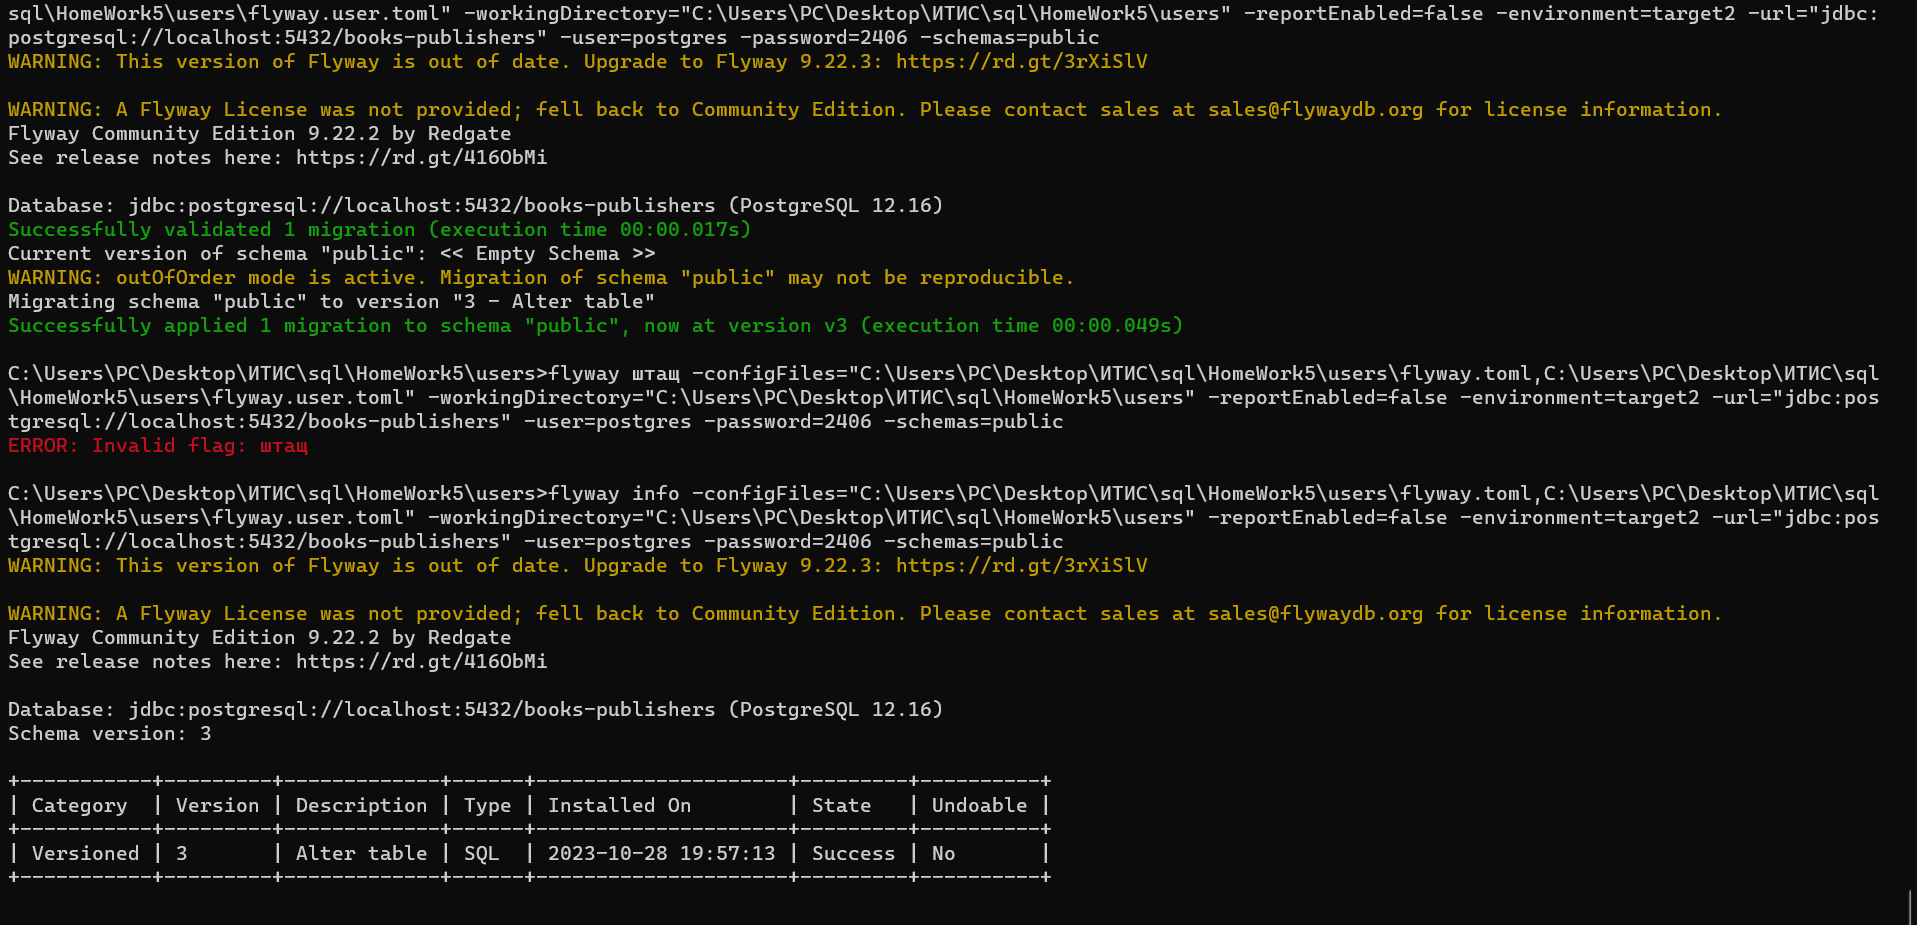 sql\HomeWork5\users\flyway.user.toml" -workingDirectory="C:\Users\PC\Desktop\ИТИС\sql\HomeWork5\users" -reportEnabled=false -environment=target2 -url="jdbc:
postgresql://localhost:5432/books-publishers" -user=postgres -password=2406 -schemas=public
WARNING: This version of Flyway is out of date. Upgrade to Flyway 9.22.3: https://rd.gt/3rXiSlV
WARNING: A Flyway License was not provided; fell back to Community Edition. Please contact sales at sales@flywaydb.org for license information.
Flyway Community Edition 9.22.2 by Redgate
See release notes here: https://rd.gt/416ObMi
Database: jdbc:postgresql://localhost:5432/books-publishers (PostgreSQL 12.16)
Successfully validated 1 migration (execution time 00:00.017s)
Current version of schema "public": << Empty Schema >>
WARNING: outOfOrder mode is active. Migration of schema "public" may not be reproducible.
Migrating schema "public" to version "3 - Alter table"
Successfully applied 1 migration to schema "public", now at version v3 (execution time 00:00.049s)
C:\Users\PC\Desktop\ИТИС\sql\HomeWork5\users>flyway штащ -configFiles="C:\Users\PC\Desktop\ИТИС\sql\HomeWork5\users\flyway.toml,C:\Users\PC\Desktop\ИТИС\sql
\HomeWork5\users\flyway.user.toml" -workingDirectory="C:\Users\PC\Desktop\ИТИС\sql\HomeWork5\users" -reportEnabled=false -environment=target2 -url="jdbc:pos
tgresql://localhost:5432/books-publishers" -user=postgres -password=2406 -schemas=public
ERROR: Invalid flag: штащ
C:\Users\PC\Desktop\ИТИС\sql\HomeWork5\users>flyway info -configFiles="C:\Users\PC\Desktop\ИТИС\sql\HomeWork5\users\flyway.toml,C:\Users\PC\Desktop\ИТИС\sql
\HomeWork5\users\flyway.user.toml" -workingDirectory="C:\Users\PC\Desktop\ИТИС\sql\HomeWork5\users" -reportEnabled=false -environment=target2 -url="jdbc:pos
tgresql://localhost:5432/books-publishers" -user=postgres -password=2406 -schemas=public
WARNING: This version of Flyway is out of date. Upgrade to Flyway 9.22.3: https://rd.gt/3rXiSlV
WARNING: A Flyway License was not provided; fell back to Community Edition. Please contact sales at sales@flywaydb.org for license information.
Flyway Community Edition 9.22.2 by Redgate
See release notes here: https://rd.gt/416ObMi
Database: jdbc:postgresql://localhost:5432/books-publishers (PostgreSQL 12.16)
Schema version: 3
+-----------+---------+-------------+------+---------------------+---------+----------+
| Category  | Version | Description | Type | Installed On        | State   | Undoable |
+-----------+---------+-------------+------+---------------------+---------+----------+
| Versioned | 3       | Alter table | SQL  | 2023-10-28 19:57:13 | Success | No       |
+-----------+---------+-------------+------+---------------------+---------+----------+